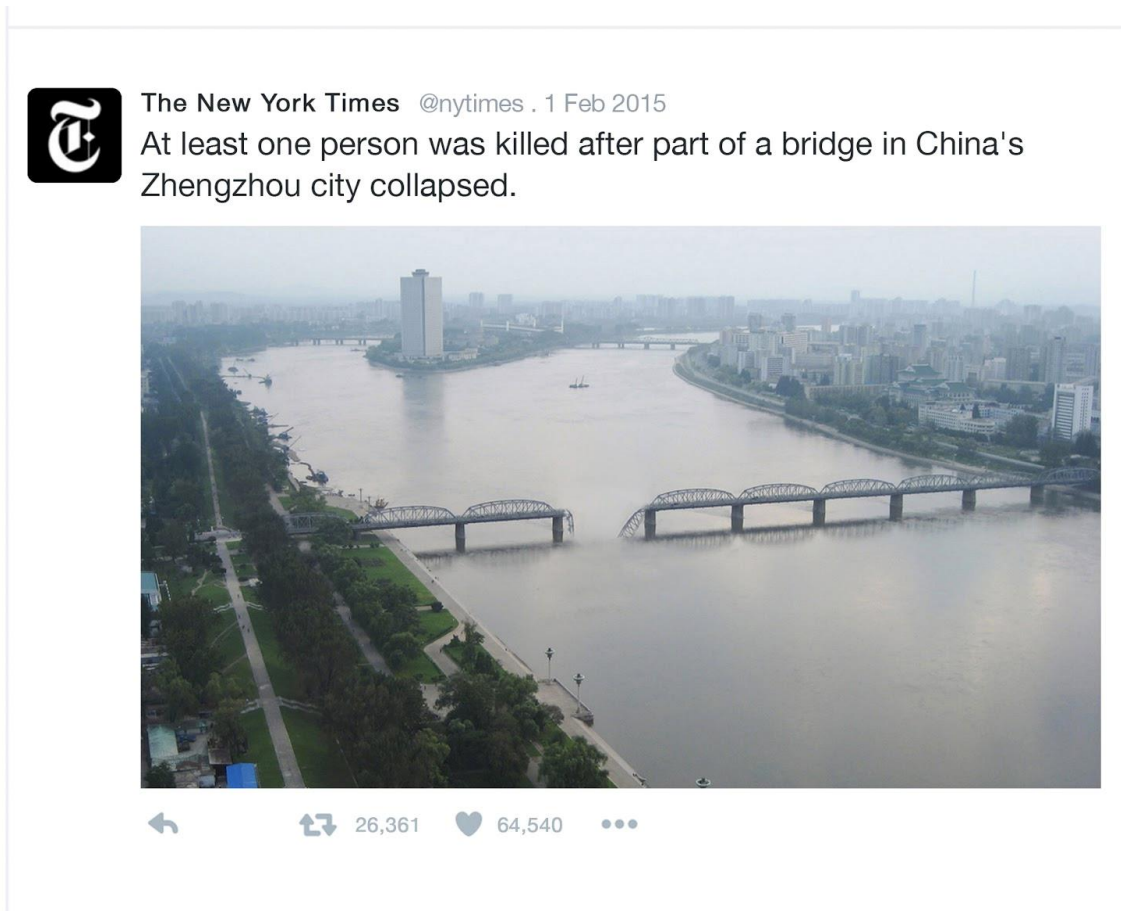 The New York Times @nytimes . 1 Feb 2015
At least one person was killed after part of a bridge in China's
Zhengzhou city collapsed.
26,361 64,540